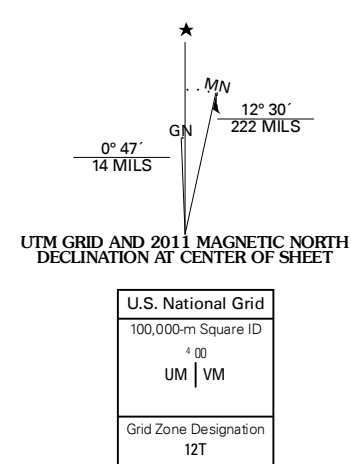 MN
12° 30´
222 MILS
GN
0° 47´
14 MILS
UTM GRID AND 2011 MAGNETIC NORTH
DECLINATION AT CENTER OF SHEET
U.S. National Grid
100,000-m Square ID
4 00
UM VM
Grid Zone Designation
12T